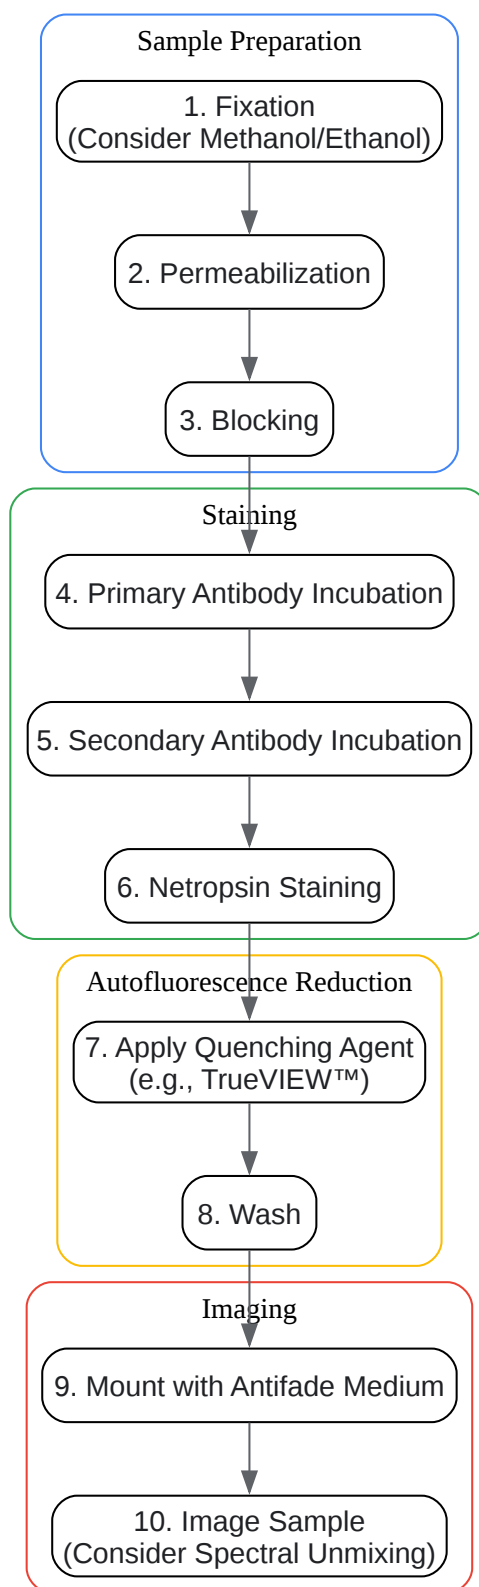 Sample Preparation
1. Fixation
(Consider Methanol/Ethanol)
2. Permeabilization
3. Blocking
Staining
4. Primary Antibody Incubation
5. Secondary Antibody Incubation
6. Netropsin Staining
Autofluorescence Reduction
7. Apply Quenching Agent
(e.g., TrueVIEW™)
8. Wash
Imaging
9. Mount with Antifade Medium
10. Image Sample
(Consider Spectral Unmixing)